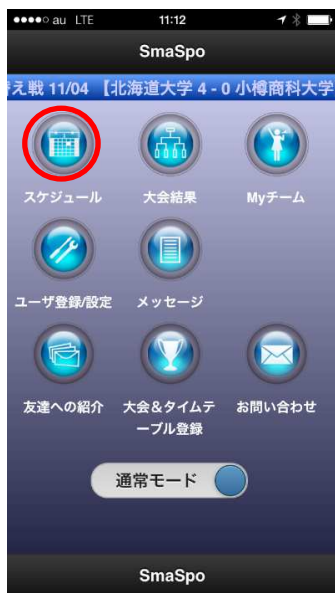 au LTE 11:12
SmaSpo
え戦 11/04 【北海道大学 4 - 0 小樽商科大学
スケジュール 大会結果 Myチーム
ユーザ登録/設定 メッセージ
友達への紹介 大会＆タイムテ お問い合わせ
ーブル登録
通常モード
SmaSpo